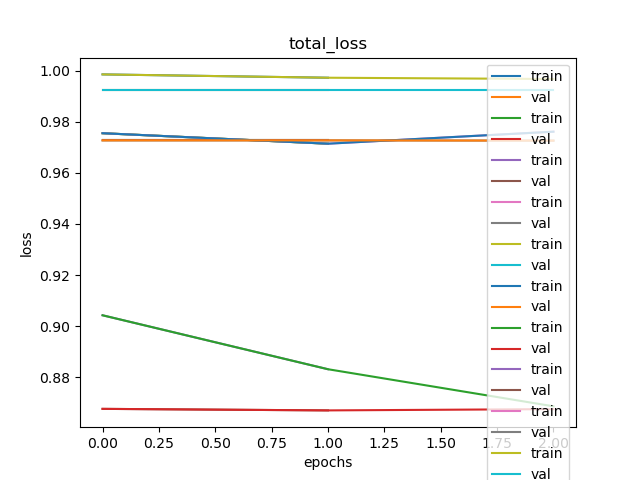 total_loss
loss
1.00
0.98
0.96
0.94
0.92
0.90
0.88
0.00 0.25 0.50 0.75 1.00 1.25 1.50 1.75 2.00
epochs
train
val
train
val
train
val
train
val
train
val
train
val
train
val
train
val
train
val
train
val